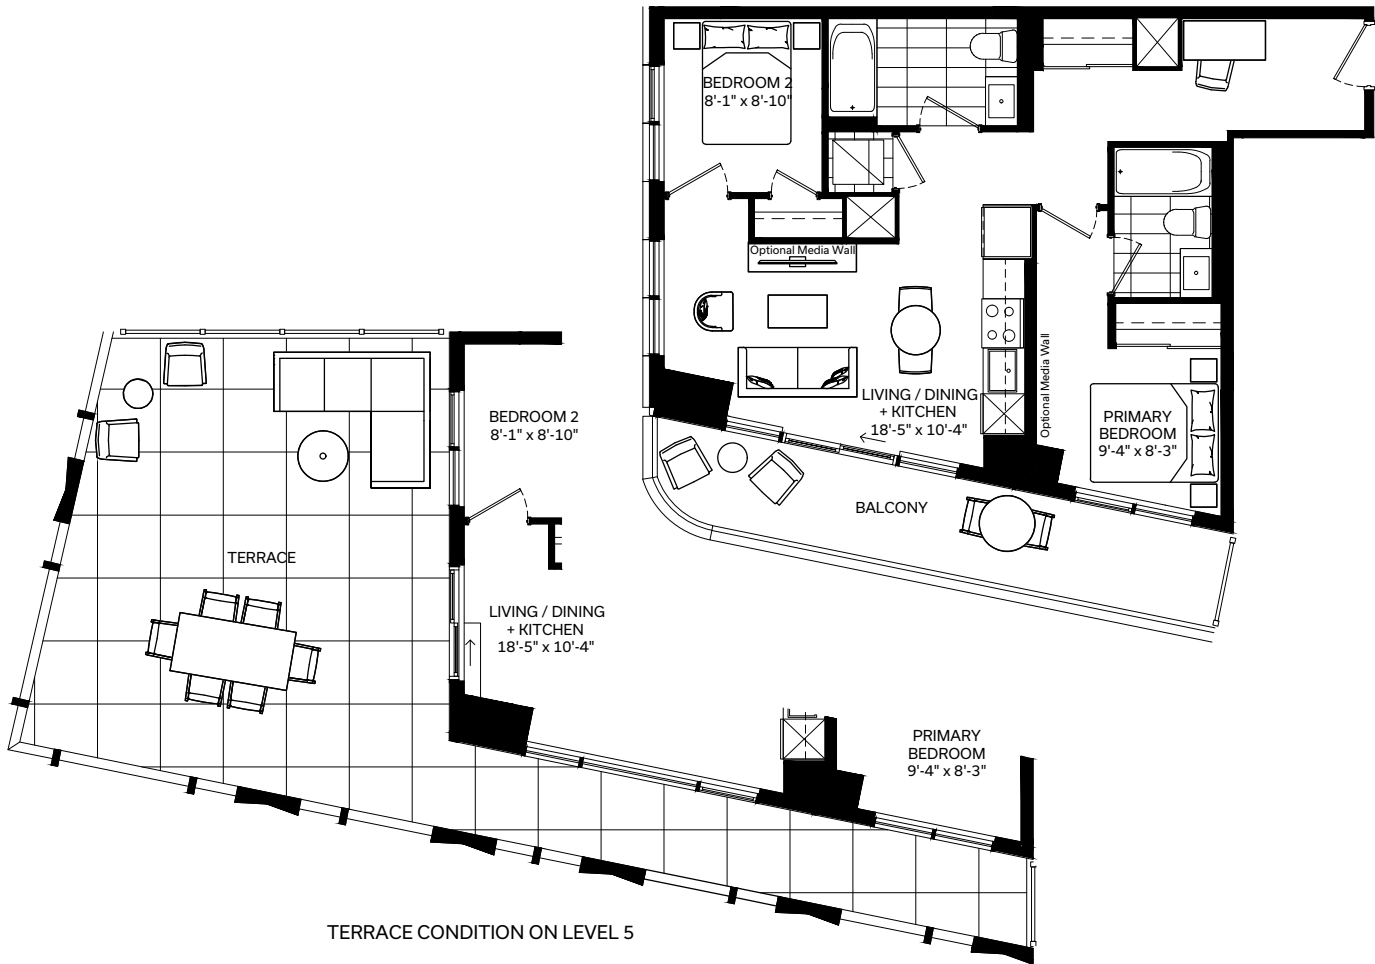 BEDROOM 2
8'-1" x 8'-10"
Optional Media Wall
Optional Media Wall
LIVING / DINING
+ KITCHEN
18'-5" x 10'-4"
PRIMARY
BEDROOM
9'-4" x 8'-3"
BALCONY
BEDROOM 2
8'-1" x 8'-10"
TERRACE
LIVING / DINING
+ KITCHEN
18'-5" x 10'-4"
PRIMARY
BEDROOM
9'-4" x 8'-3"
TERRACE CONDITION ON LEVEL 5